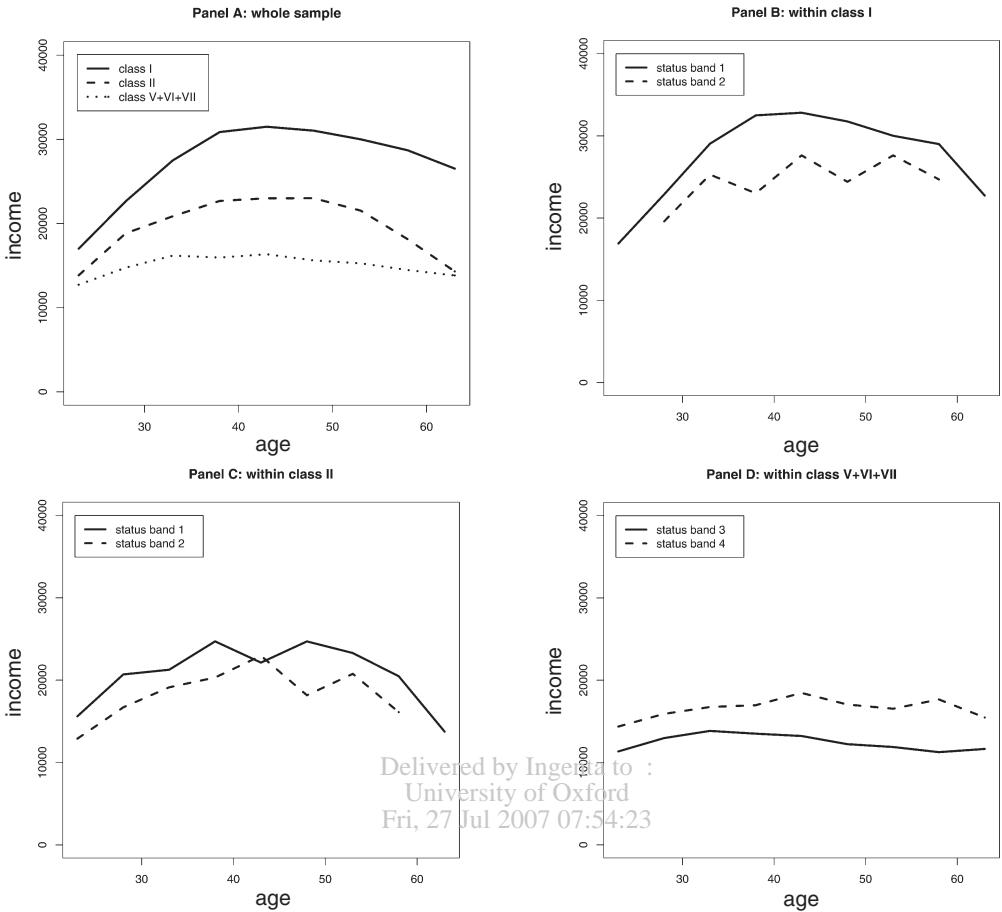 Panel A: whole sample
class I
class II
class V+VI+VII
40000
30000
20000
10000
0
income
30
40
50
60
age
Panel B: within class I
status band 1
status band 2
40000
30000
20000
10000
0
income
30
40
50
60
age
Panel C: within class II
status band 1
status band 2
40000
30000
20000
10000
0
income
30
40
50
60
age
Panel D: within class V+VI+VII
status band 3
status band 4
40000
30000
20000
10000
0
income
30
40
50
60
age
Delivered by Ingenta to :
University of Oxford
Fri, 27 Jul 2007 07:54:23